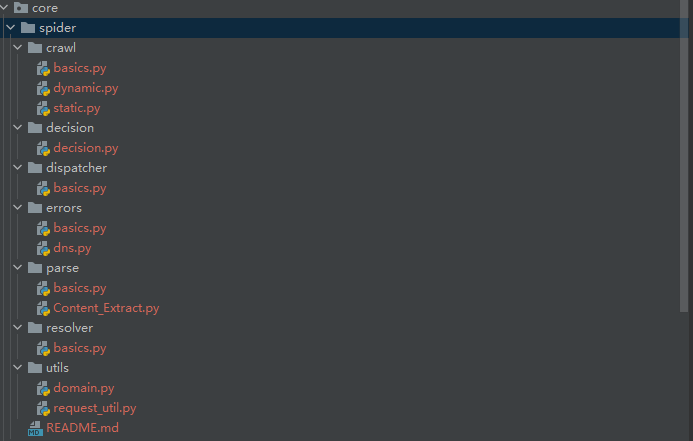 core
spider
crawl
basics.py
dynamic.py
static.py
decision
decision.py
dispatcher
basics.py
errors
basics.py
dns.py
parse
basics.py
Content_Extract.py
resolver
basics.py
utils
domain.py
request_util.py
MD README.md